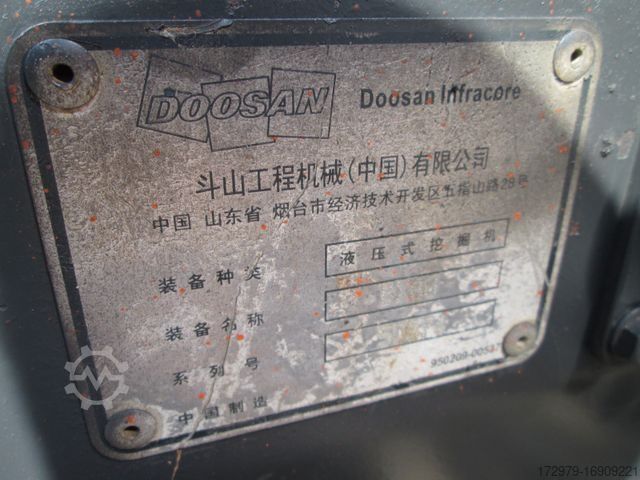 DOOSAN Doosan Infracore
斗山工程机械(中国)有限公司
中国 山东省 烟台市经济技术开发区五指山路28号
装备种类 液压式挖掘机
装备名称
系列号
950209-0053
中国制造
172979-16909221